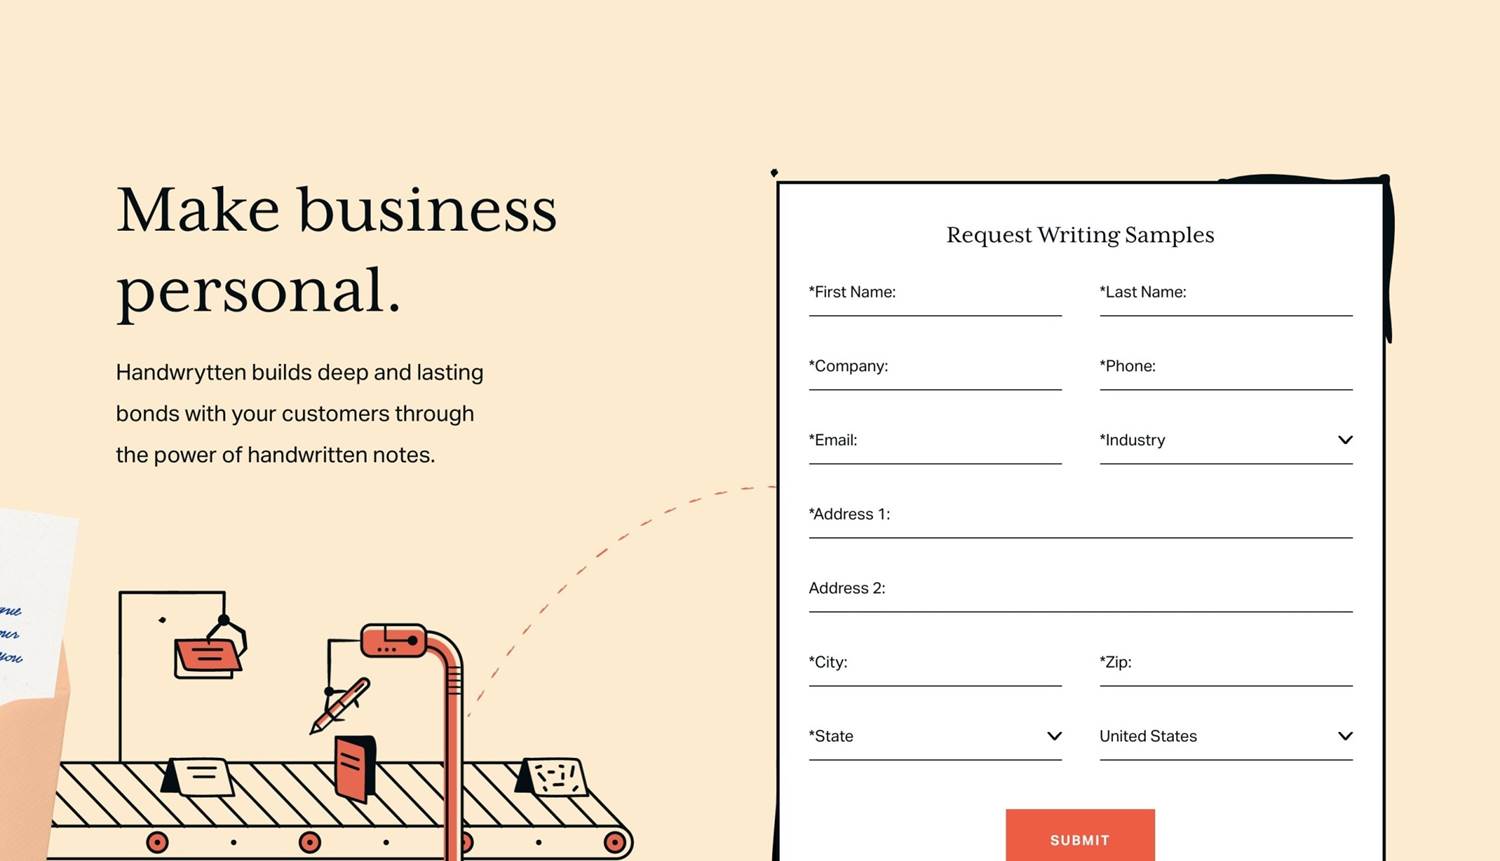 Make business
personal.
Handwrytten builds deep and lasting
bonds with your customers through
the power of handwritten notes.
you
Request Writing Samples
*First Name:
*Last Name:
*Company:
*Phone:
*Email:
*Industry
*Address 1:
Address 2:
*City:
*Zip:
*State
United States
SUBMIT